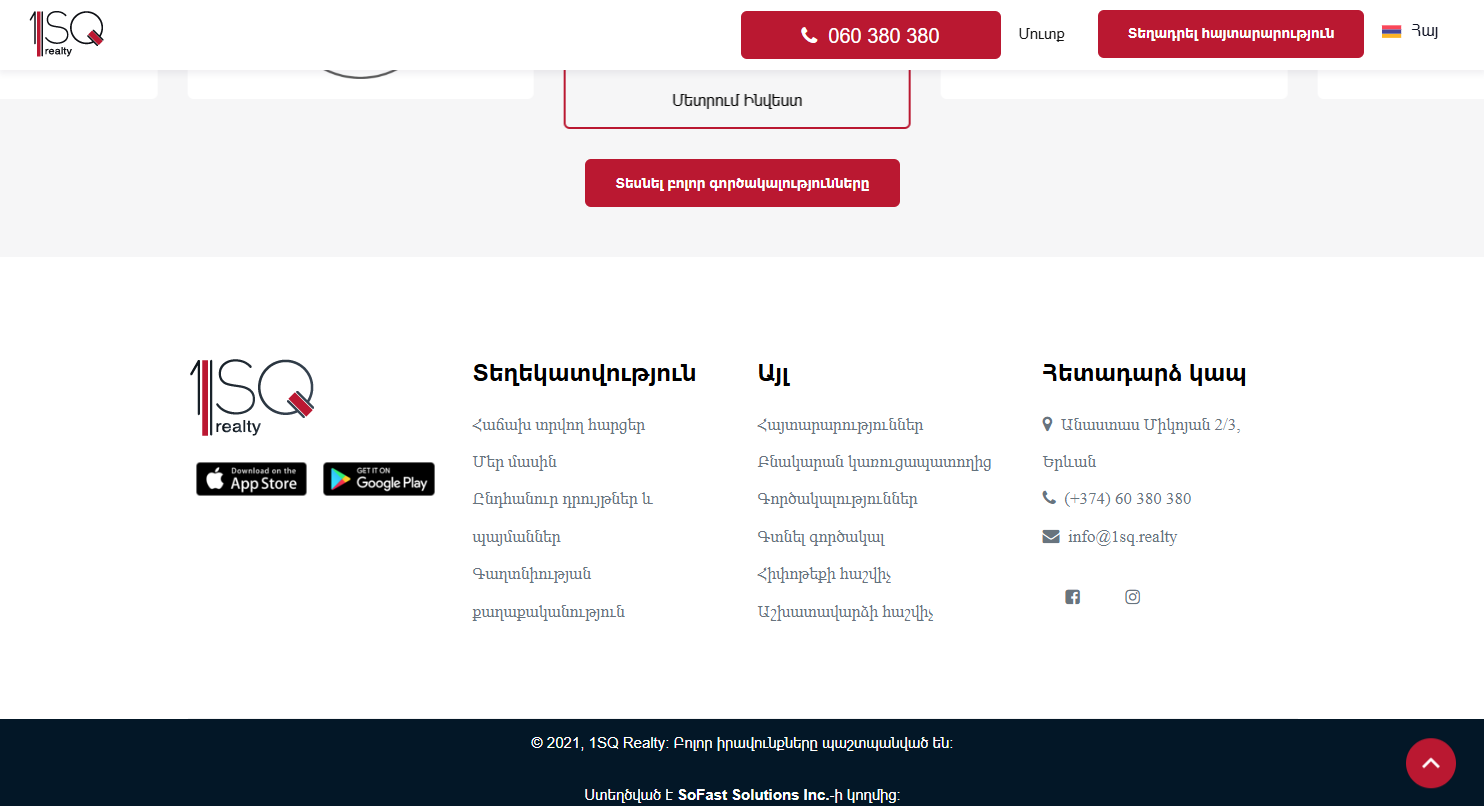 1SQ
realty
060 380 380
Մուտք
Տեղադրել հայտարարություն
Հայ
Մետրում Ինվեստ
Տեսնել բոլոր գործակալությունները
1SQ
realty
Download on the
App Store
GET IT ON
Google Play
Տեղեկատվություն
Հաճախ տրվող հարցեր
Մեր մասին
Ընդհանուր դրույթներ և
պայմաններ
Գաղտնիության
քաղաքականություն
Այլ
Հայտարարություններ
Բնակարան կառուցապատողից
Գործակալություններ
Գտնել գործակալ
Հիփոթեքի հաշվիչ
Աշխատավարձի հաշվիչ
Հետադարձ կապ
Անաստաս Միկոյան 2/3,
Երևան
(+374) 60 380 380
info@1sq.realty
© 2021, 1SQ Realty: Բոլոր իրավունքները պաշտպանված են:
Ստեղծված է SoFast Solutions Inc.-ի կողմից: